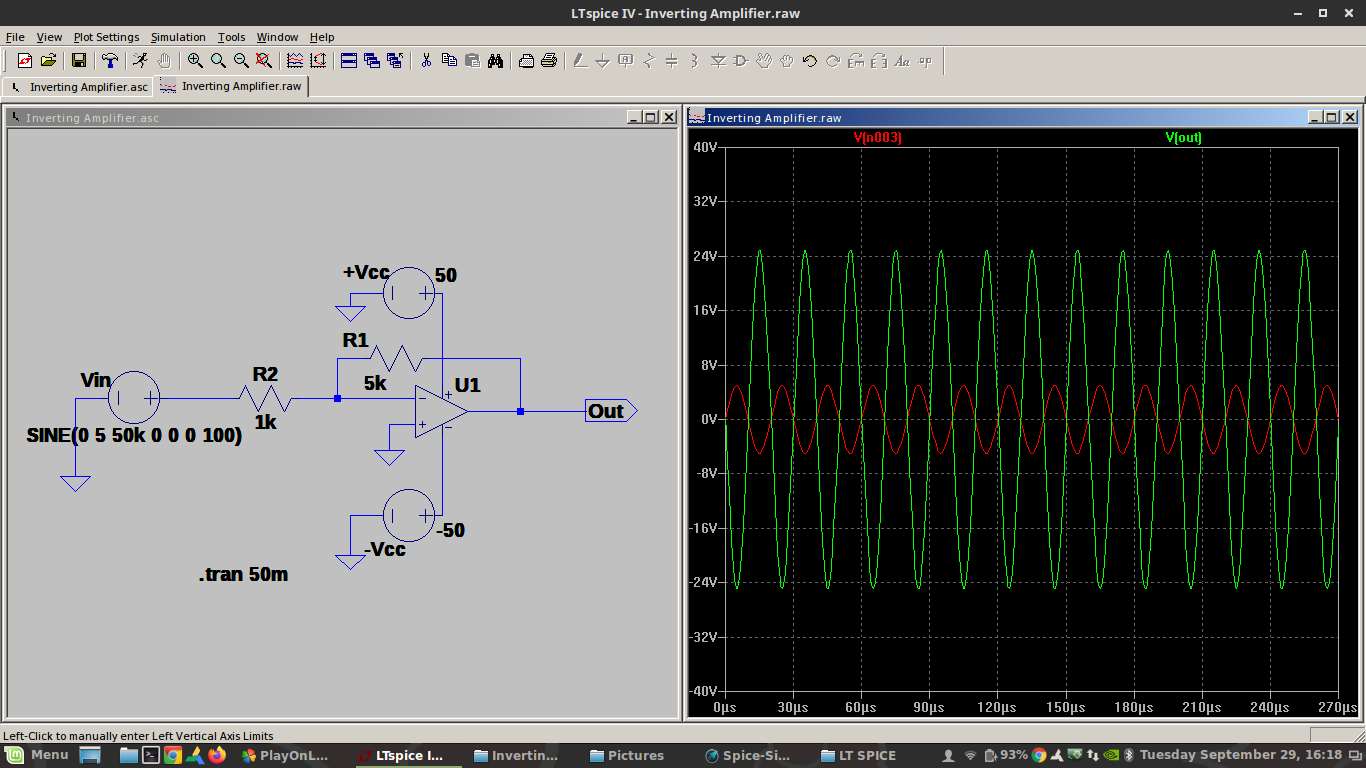 LTspice IV - Inverting Amplifier.raw
File View Plot Settings Simulation Tools Window Help
Inverting Amplifier.asc Inverting Amplifier.raw
Inverting Amplifier.asc
+Vcc 50
R1
5k
U1
Vin
R2
1k
SINE(0 5 50k 0 0 0 100)
Out
-50
-Vcc
.tran 50m
Inverting Amplifier.raw
V(n003) V(out)
40V
32V
24V
16V
8V
0V
-8V
-16V
-24V
-32V
-40V
0µs 30µs 60µs 90µs 120µs 150µs 180µs 210µs 240µs 270µs
Left-Click to manually enter Left Vertical Axis Limits
Menu PlayOnL... LTspice I... Invertin... Pictures Spice-Si... LT SPICE 93% Tuesday September 29, 16:18